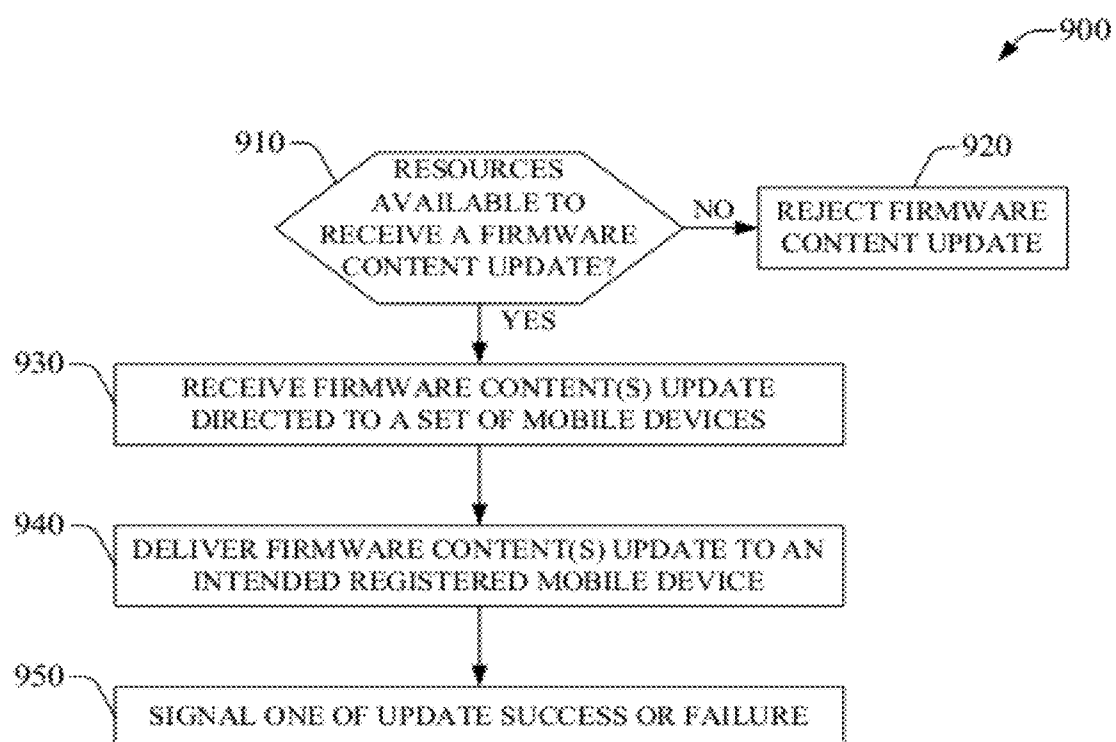 900
910
RESOURCES
AVAILABLE TO
RECEIVE A FIRMWARE
CONTENT UPDATE?
NO
920
REJECT FIRMWARE
CONTENT UPDATE
YES
930
RECEIVE FIRMWARE CONTENT(S) UPDATE
DIRECTED TO A SET OF MOBILE DEVICES
940
DELIVER FIRMWARE CONTENT(S) UPDATE TO AN
INTENDED REGISTERED MOBILE DEVICE
950
SIGNAL ONE OF UPDATE SUCCESS OR FAILURE